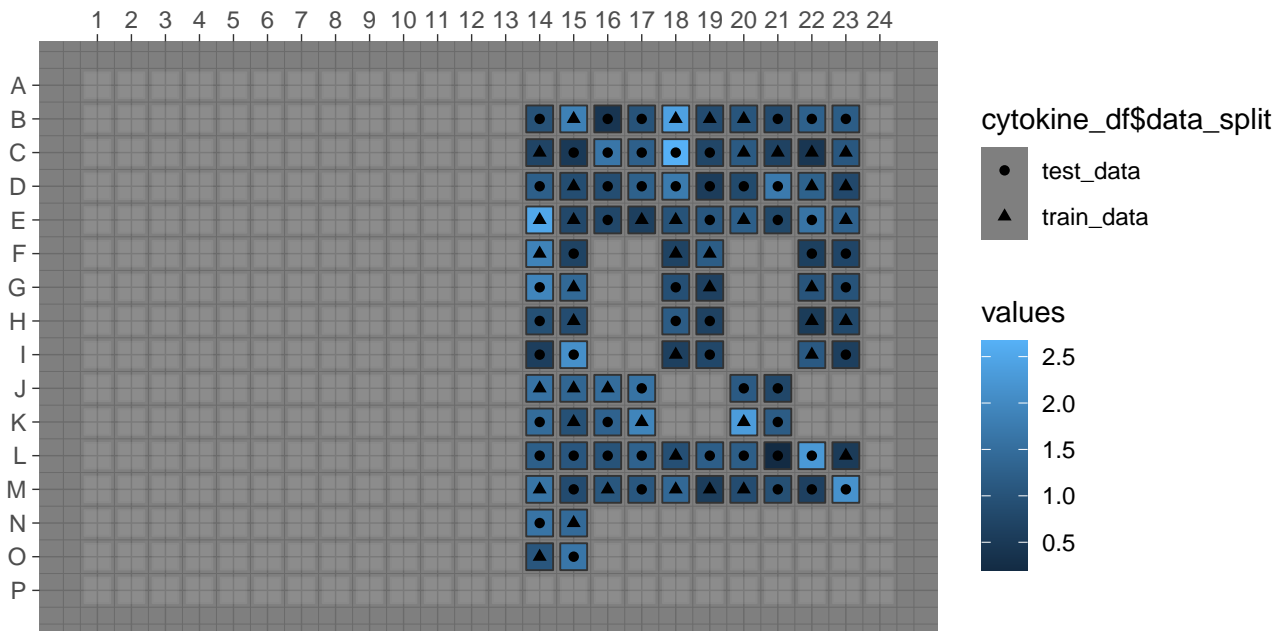 1 2 3 4 5 6 7 8 9 10 11 12 13 14 15 16 17 18 19 20 21 22 23 24
A
B
C
D
E
F
G
H
I
J
K
L
M
N
O
P
cytokine_df$data_split
test_data
train_data
values
2.5
2.0
1.5
1.0
0.5